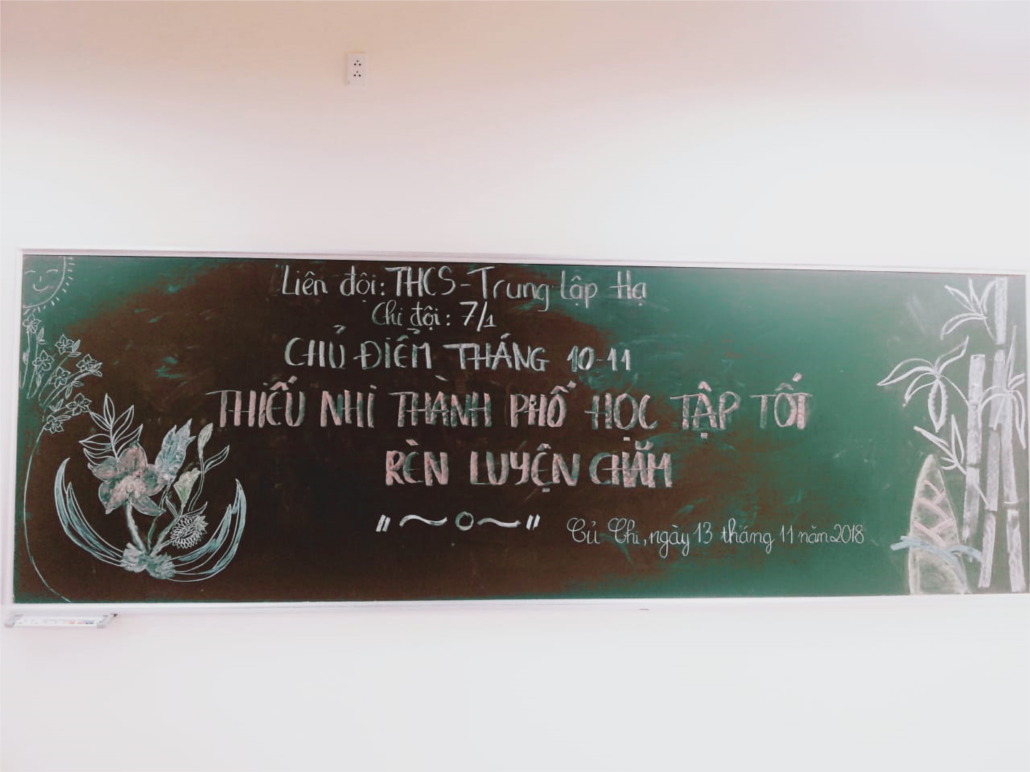 Liên đội: THCS-Trung Lập Hạ
Chi đội: 7/1
CHỦ ĐIỂM THÁNG 10-11
THIẾU NHI THÀNH PHỐ HỌC TẬP TỐT
RÈN LUYỆN CHĂM
Củ Chi, ngày 13 tháng 11 năm 2018